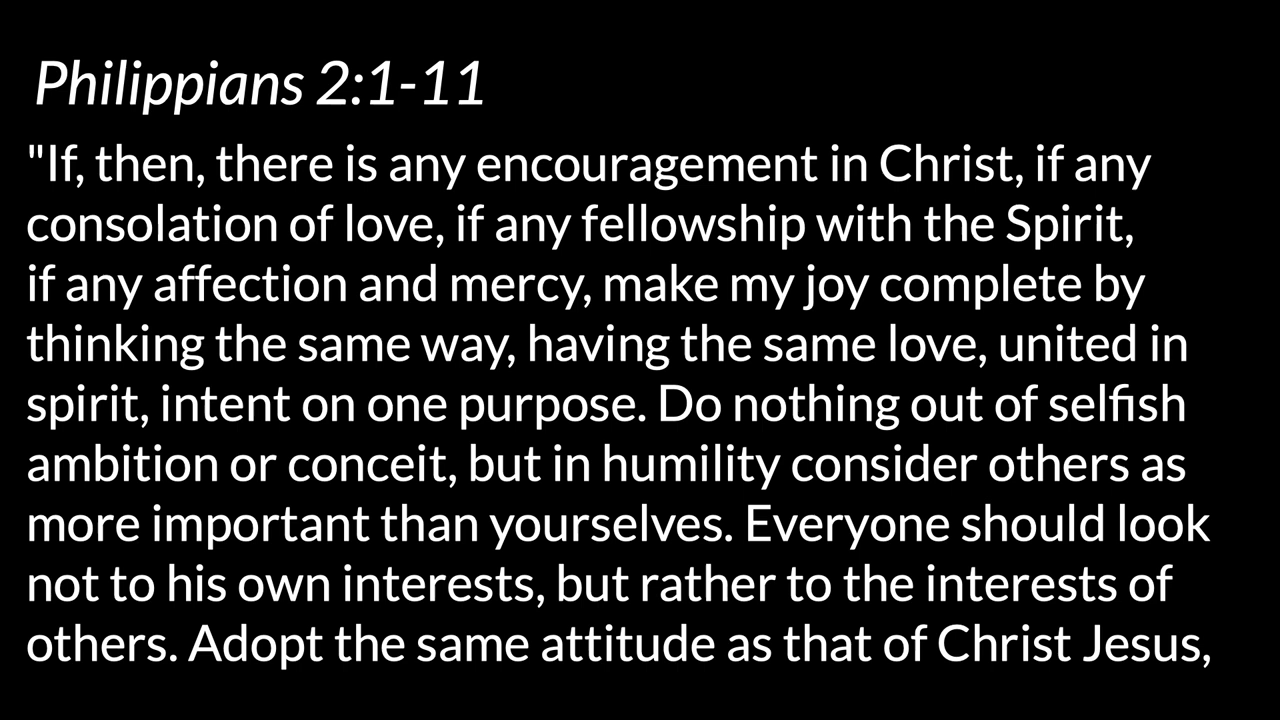 Philippians 2:1-11
"If, then, there is any encouragement in Christ, if any
consolation of love, if any fellowship with the Spirit,
if any affection and mercy, make my joy complete by
thinking the same way, having the same love, united in
spirit, intent on one purpose. Do nothing out of selfish
ambition or conceit, but in humility consider others as
more important than yourselves. Everyone should look
not to his own interests, but rather to the interests of
others. Adopt the same attitude as that of Christ Jesus,